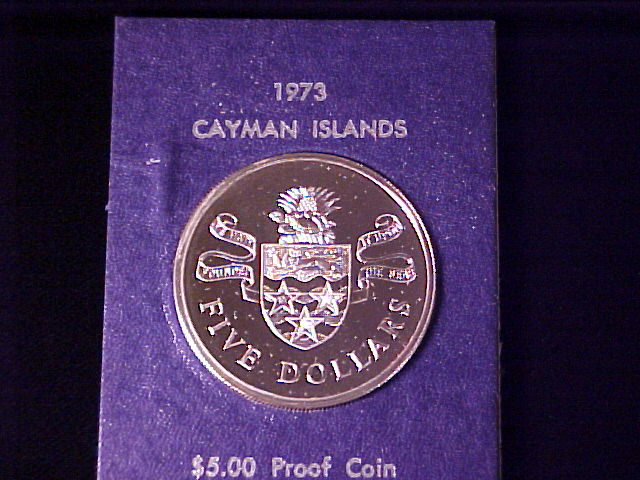 1973
CAYMAN ISLANDS
FIVE DOLLARS
$5.00 Proof Coin